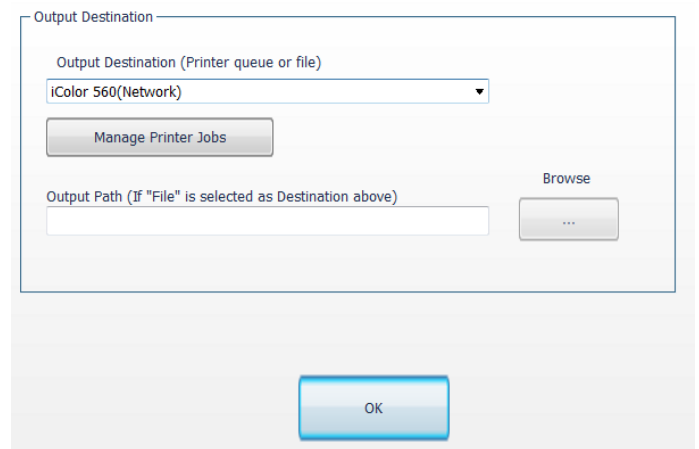 Output Destination
Output Destination (Printer queue or file)
iColor 560(Network)
Manage Printer Jobs
Browse
Output Path (If "File" is selected as Destination above)
...
OK